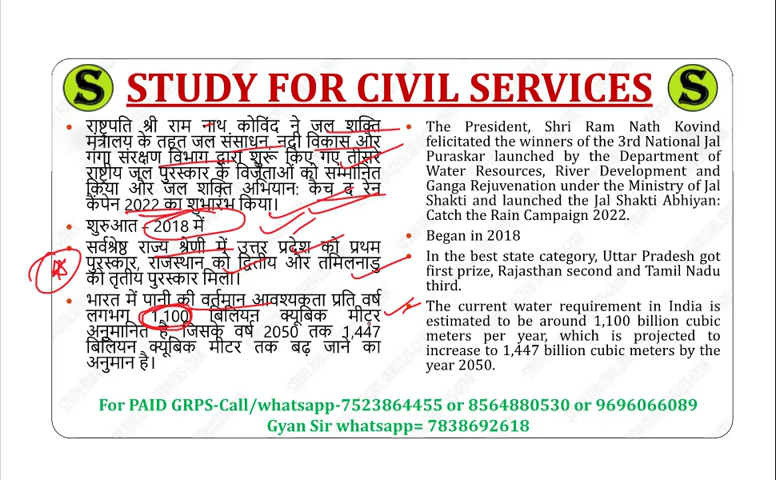 S STUDY FOR CIVIL SERVICES S
• राष्ट्रपति श्री राम नाथ कोविंद ने जल शक्ति
मंत्रालय के तहत जल संसाधन, नदी विकास और
गंगा संरक्षण विभाग द्वारा शुरू किए गए तीसरे
राष्ट्रीय जल पुरस्कार के विजेताओं को सम्मानित
किया और जल शक्ति अभियान: कैच द रेन
कैंपेन 2022 का शुभारंभ किया।
• शुरुआत – 2018 में
• सर्वश्रेष्ठ राज्य श्रेणी में उत्तर प्रदेश को प्रथम
पुरस्कार, राजस्थान को द्वितीय और तमिलनाडु
को तृतीय पुरस्कार मिला।
• भारत में पानी की वर्तमान आवश्यकता प्रति वर्ष
लगभग 1,100 बिलियन क्यूबिक मीटर
अनुमानित है, जिसके वर्ष 2050 तक 1,447
बिलियन क्यूबिक मीटर तक बढ़ जाने का
अनुमान है।
• The President, Shri Ram Nath Kovind
felicitated the winners of the 3rd National Jal
Puraskar launched by the Department of
Water Resources, River Development and
Ganga Rejuvenation under the Ministry of Jal
Shakti and launched the Jal Shakti Abhiyan:
Catch the Rain Campaign 2022.
• Began in 2018
• In the best state category, Uttar Pradesh got
first prize, Rajasthan second and Tamil Nadu
third.
• The current water requirement in India is
estimated to be around 1,100 billion cubic
meters per year, which is projected to
increase to 1,447 billion cubic meters by the
year 2050.
For PAID GRPS-Call/whatsapp-7523864455 or 8564880530 or 9696066089
Gyan Sir whatsapp= 7838692618